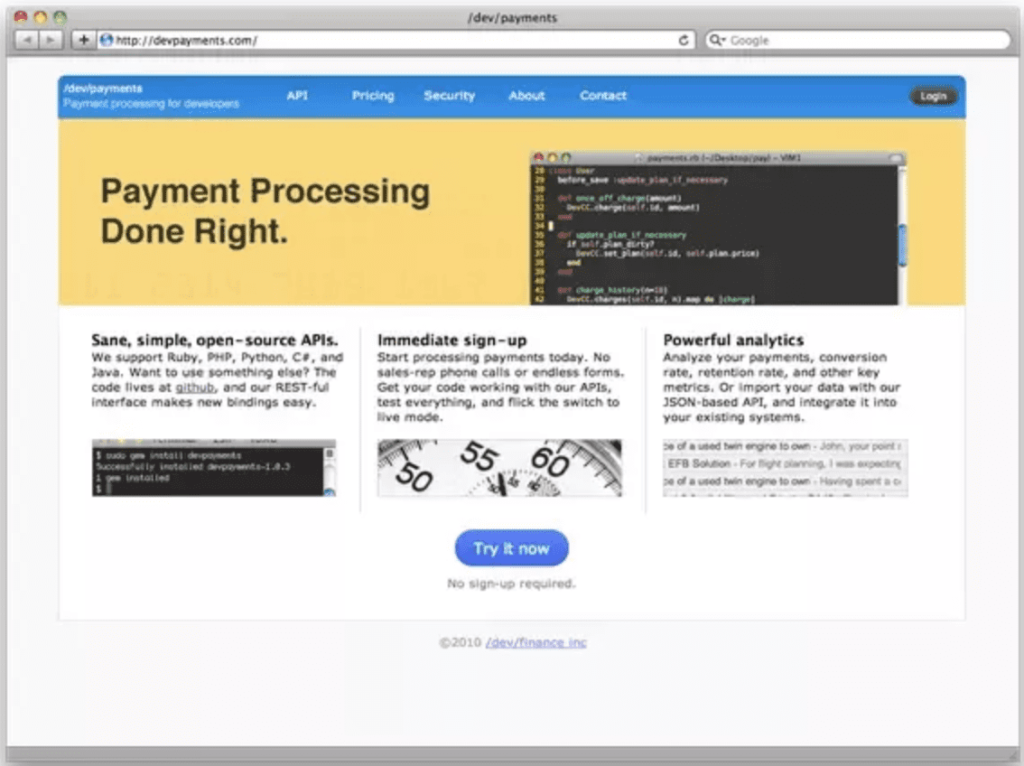 /dev/payments
http://devpayments.com/
Google
/dev/payments
Payment processing for developers
API Pricing Security About Contact Login
Payment Processing
Done Right.
payments.rb (~/Desktop/pay) - VIM1
28 class User
29 before_save :update_plan_if_necessary
30
31 def once_off_charge(amount)
32 DevCC.charge(self.id, amount)
33 end
34
35 def update_plan_if_necessary
36 if self.plan_dirty?
37 DevCC.set_plan(self.id, self.plan.price)
38 end
39 end
40
41 def charge_history(n=10)
42 DevCC.charges(self.id, n).map do |charge|
Sane, simple, open-source APIs.
We support Ruby, PHP, Python, C#, and
Java. Want to use something else? The
code lives at github, and our REST-ful
interface makes new bindings easy.
$ sudo gem install devpayments
Successfully installed devpayments-1.0.3
1 gem installed
$
Immediate sign-up
Start processing payments today. No
sales-rep phone calls or endless forms.
Get your code working with our APIs,
test everything, and flick the switch to
live mode.
50 55 60
Powerful analytics
Analyze your payments, conversion
rate, retention rate, and other key
metrics. Or import your data with our
JSON-based API, and integrate it into
your existing systems.
pe of a used twin engine to own - John, your point
EFB Solution - For flight planning, I was expecting
pe of a used twin engine to own - Having spent a
Try it now
No sign-up required.
©2010 /dev/finance inc